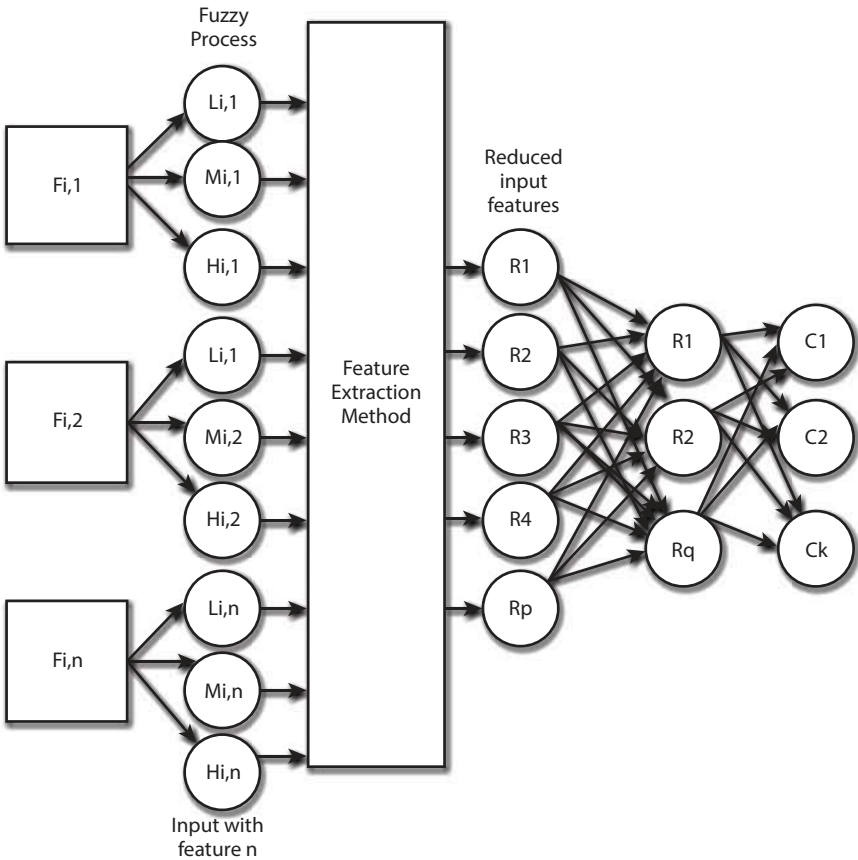 Fuzzy
Process
Li,1
Fi,1
Mi,1
Hi,1
Li,1
Fi,2
Mi,2
Hi,2
Li,n
Fi,n
Mi,n
Hi,n
Input with
feature n
Feature
Extraction
Method
Reduced
input
features
R1
R2
R3
R4
Rp
R1
R2
Rq
C1
C2
Ck